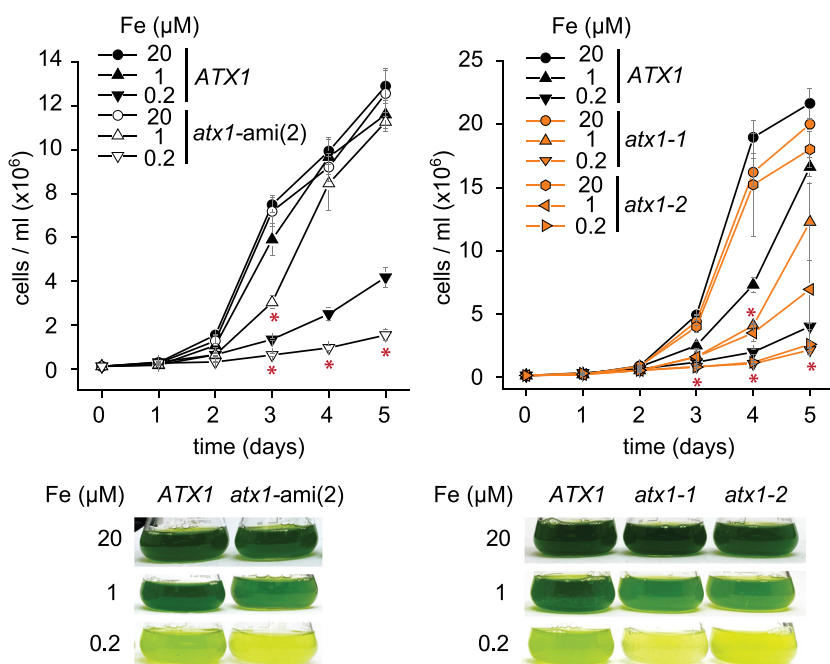 Fe (µM)
20
1
0.2
ATX1
20
1
0.2
atx1-ami(2)
cells / ml (x10⁶)
14
12
10
8
6
4
2
0
*
*
*
*
0 1 2 3 4 5
time (days)
Fe (µM)
20
1
0.2
ATX1
20
1
0.2
atx1-1
20
1
0.2
atx1-2
cells / ml (x10⁶)
25
20
15
10
5
0
*
*
*
*
0 1 2 3 4 5
time (days)
Fe (µM) ATX1 atx1-ami(2)
20
1
0.2
Fe (µM) ATX1 atx1-1 atx1-2
20
1
0.2